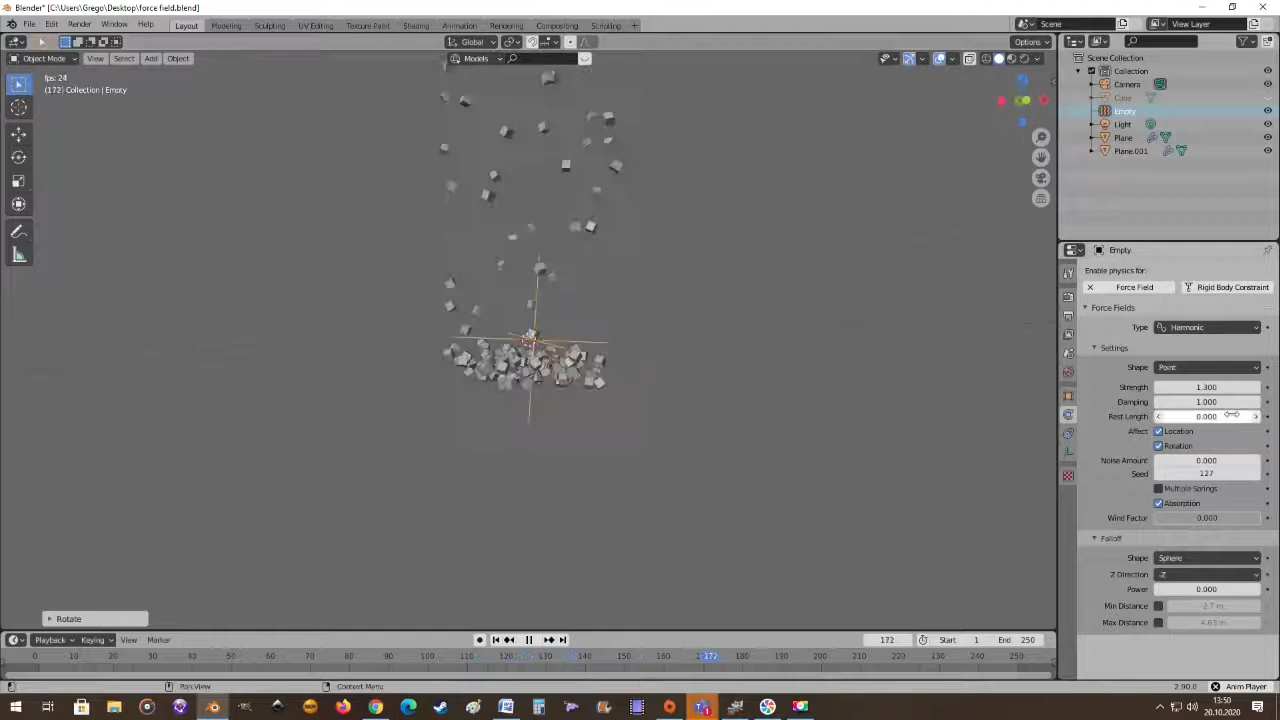 Blender* [C:\Users\Grego\Desktop\force field.blend]
File Edit Render Window Help Layout Modeling Sculpting UV Editing Texture Paint Shading Animation Rendering Compositing Scripting + Scene View Layer
Global Options
Object Mode View Select Add Object Models
fps: 24
(172) Collection | Empty
Scene Collection
Collection
Camera
Cube
Empty
Light
Plane
Plane.001
Empty
Enable physics for:
Force Field Rigid Body Constraint
Force Fields
Type Harmonic
Settings
Shape Point
Strength 1.300
Damping 1.000
Rest Length 0.000
Affect Location
Rotation
Noise Amount 0.000
Seed 127
Multiple Springs
Absorption
Wind Factor 0.000
Falloff
Shape Sphere
Z Direction -Z
Power 0.000
Min Distance -2.7 m
Max Distance 4.63 m
Rotate
Playback Keying View Marker 172 Start 1 End 250
0 10 20 30 40 50 60 70 80 90 100 110 120 130 140 150 160 172 180 190 200 210 220 230 240 250
Pan View Context Menu 2.90.0 Anim Player
13:50
20.10.2020